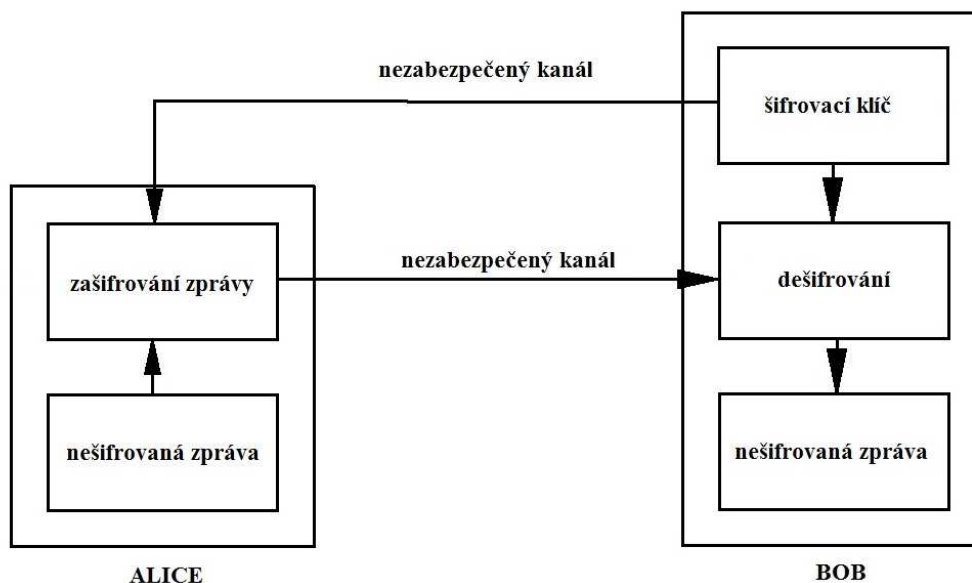 nezabezpečený kanál
šifrovací klíč
zašifrování zprávy
nezabezpečený kanál
dešifrování
nešifrovaná zpráva
nešifrovaná zpráva
ALICE
BOB